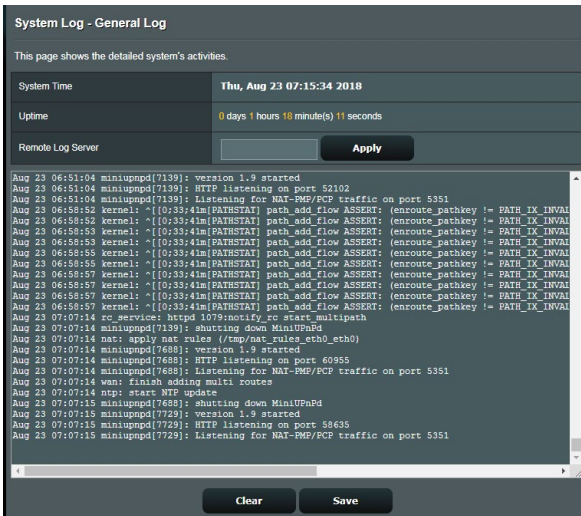 System Log - General Log
This page shows the detailed system's activities.
System Time Thu, Aug 23 07:15:34 2018
Uptime 0 days 1 hours 18 minute(s) 11 seconds
Remote Log Server Apply
Aug 23 06:51:04 miniupnpd[7139]: version 1.9 started
Aug 23 06:51:04 miniupnpd[7139]: HTTP listening on port 52102
Aug 23 06:51:04 miniupnpd[7139]: Listening for NAT-PMP/PCP traffic on port 5351
Aug 23 06:58:52 kernel: ^[[0;33;41m[PATHSTAT] path_add_flow ASSERT: (enroute_pathkey != PATH_IX_INVAL
Aug 23 06:58:53 kernel: ^[[0;33;41m[PATHSTAT] path_add_flow ASSERT: (enroute_pathkey != PATH_IX_INVAL
Aug 23 06:58:53 kernel: ^[[0;33;41m[PATHSTAT] path_add_flow ASSERT: (enroute_pathkey != PATH_IX_INVAL
Aug 23 06:58:55 kernel: ^[[0;33;41m[PATHSTAT] path_add_flow ASSERT: (enroute_pathkey != PATH_IX_INVAL
Aug 23 06:58:55 kernel: ^[[0;33;41m[PATHSTAT] path_add_flow ASSERT: (enroute_pathkey != PATH_IX_INVAL
Aug 23 06:58:57 kernel: ^[[0;33;41m[PATHSTAT] path_add_flow ASSERT: (enroute_pathkey != PATH_IX_INVAL
Aug 23 06:58:57 kernel: ^[[0;33;41m[PATHSTAT] path_add_flow ASSERT: (enroute_pathkey != PATH_IX_INVAL
Aug 23 06:58:57 kernel: ^[[0;33;41m[PATHSTAT] path_add_flow ASSERT: (enroute_pathkey != PATH_IX_INVAL
Aug 23 06:58:57 kernel: ^[[0;33;41m[PATHSTAT] path_add_flow ASSERT: (enroute_pathkey != PATH_IX_INVAL
Aug 23 07:07:14 rc_service: httpd 1079:notify_rc start_multipath
Aug 23 07:07:14 miniupnpd[7139]: shutting down MiniUPnPd
Aug 23 07:07:14 nat: apply nat rules (/tmp/nat_rules_eth0_eth0)
Aug 23 07:07:14 miniupnpd[7688]: version 1.9 started
Aug 23 07:07:14 miniupnpd[7688]: HTTP listening on port 60955
Aug 23 07:07:14 miniupnpd[7688]: Listening for NAT-PMP/PCP traffic on port 5351
Aug 23 07:07:14 wan: finish adding multi routes
Aug 23 07:07:14 ntp: start NTP update
Aug 23 07:07:15 miniupnpd[7688]: shutting down MiniUPnPd
Aug 23 07:07:15 miniupnpd[7729]: version 1.9 started
Aug 23 07:07:15 miniupnpd[7729]: HTTP listening on port 58635
Aug 23 07:07:15 miniupnpd[7729]: Listening for NAT-PMP/PCP traffic on port 5351
Clear Save